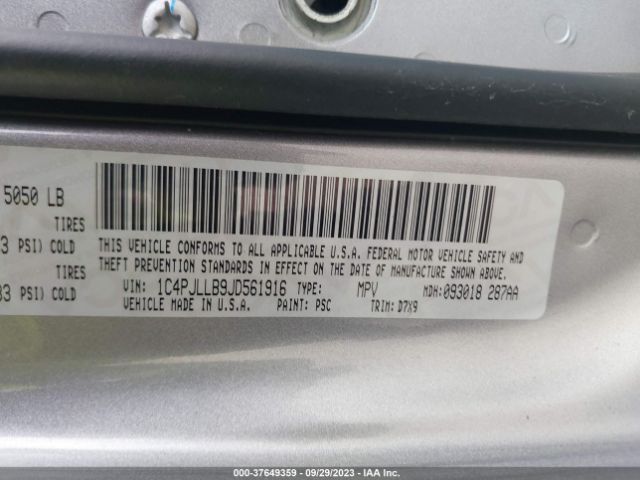 5050 LB
TIRES
3 PSI) COLD
TIRES
33 PSI) COLD
THIS VEHICLE CONFORMS TO ALL APPLICABLE U.S.A. FEDERAL MOTOR VEHICLE SAFETY AND
THEFT PREVENTION STANDARDS IN EFFECT ON THE DATE OF MANUFACTURE SHOWN ABOVE.
VIN: 1C4PJLLB9JD561916 TYPE: MPV MDH: 093018 287AA
VEHICLE MADE IN U.S.A. PAINT: PSC TRIM: D7X9
000-37649359 | 09/29/2023 | IAA Inc.